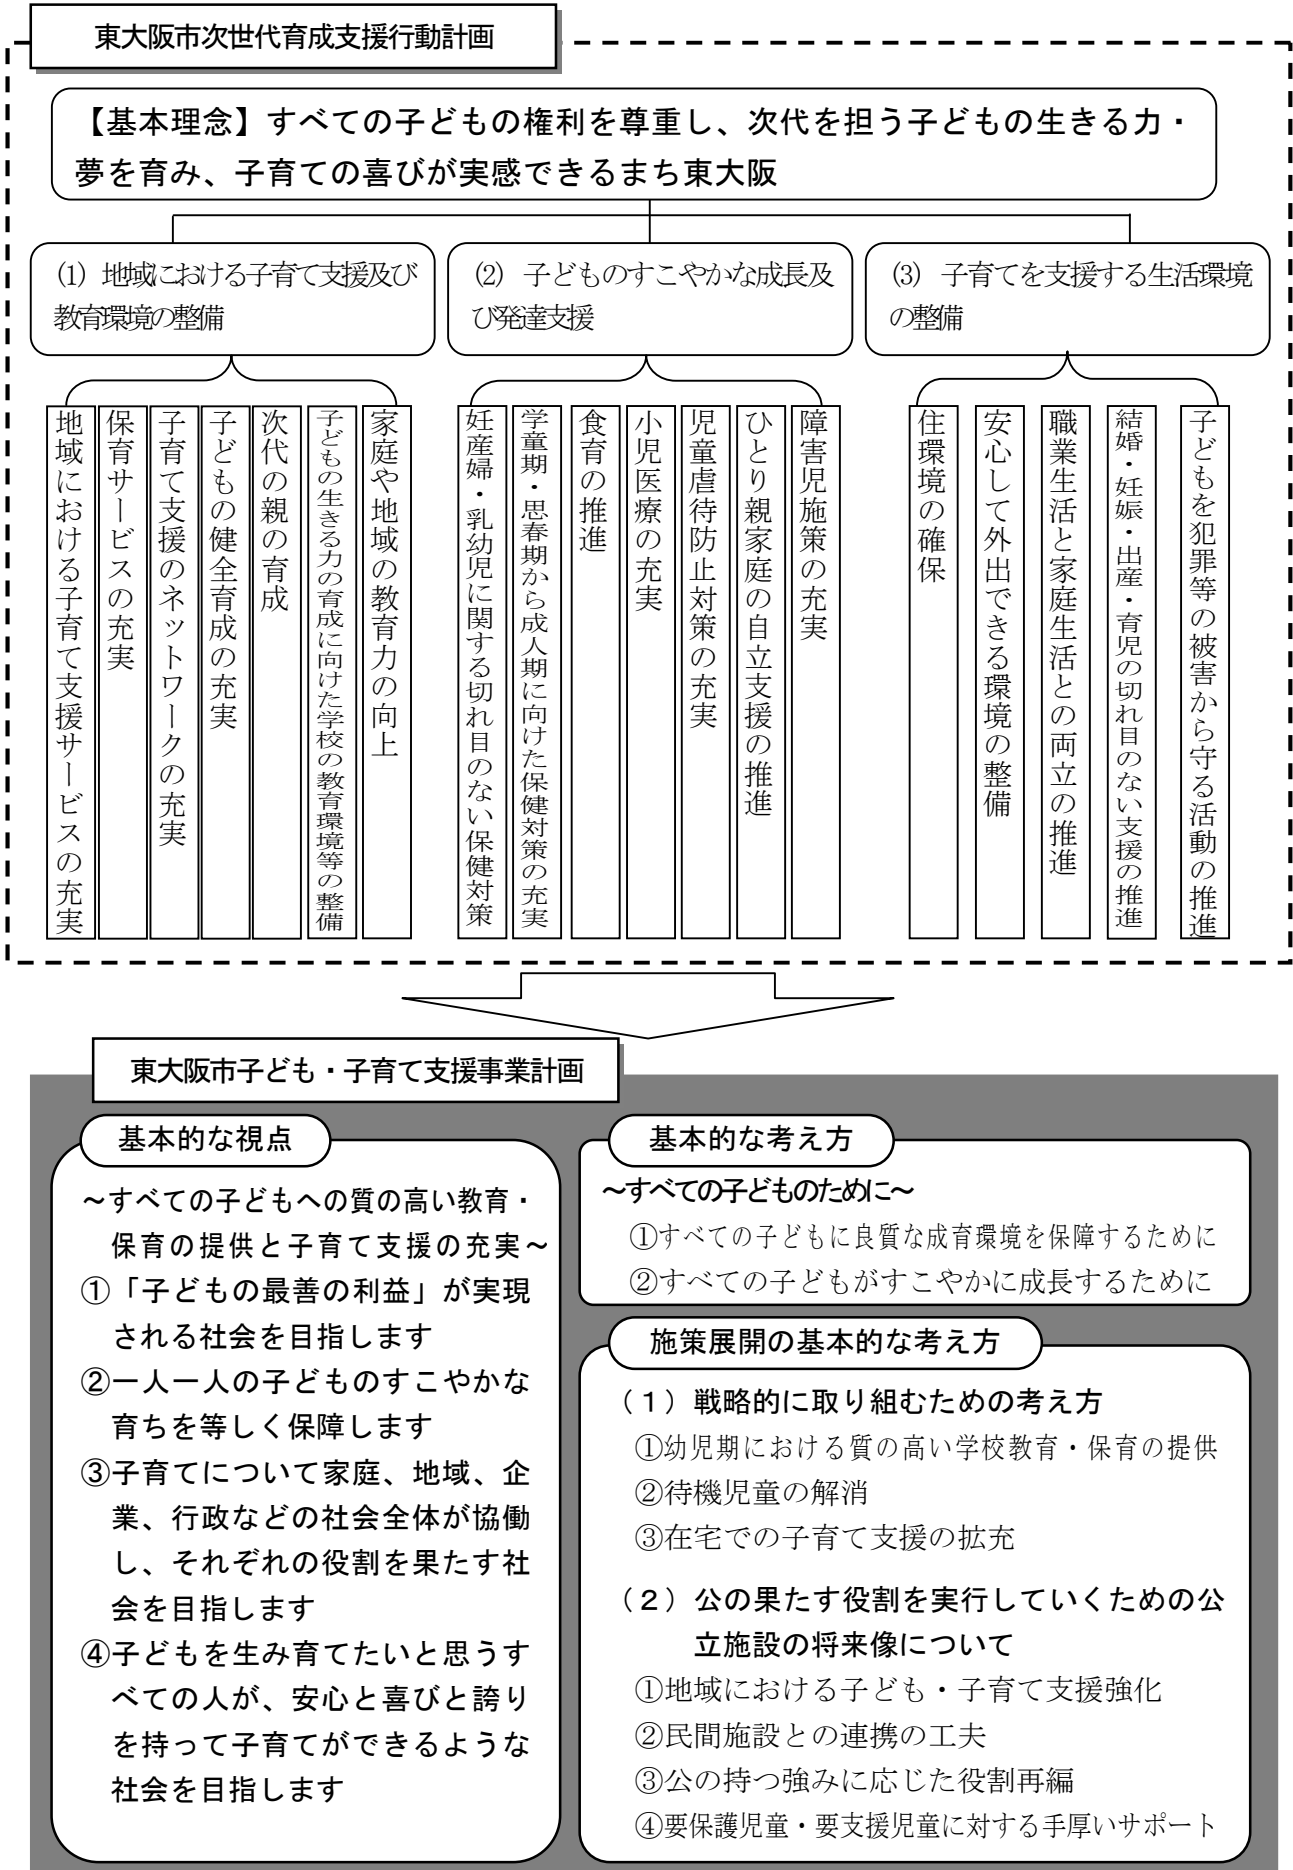 東大阪市次世代育成支援行動計画
【基本理念】すべての子どもの権利を尊重し、次代を担う子どもの生きる力・
夢を育み、子育ての喜びが実感できるまち東大阪
(1) 地域における子育て支援及び
教育環境の整備
(2) 子どものすこやかな成長及
び発達支援
(3) 子育てを支援する生活環境
の整備
地域における子育て支援サービスの充実
保育サービスの充実
子育て支援のネットワークの充実
子どもの健全育成の充実
次代の親の育成
子どもの生きる力の育成に向けた学校の教育環境等の整備
家庭や地域の教育力の向上
妊産婦・乳幼児に関する切れ目のない保健対策
学童期・思春期から成人期に向けた保健対策の充実
食育の推進
小児医療の充実
児童虐待防止対策の充実
ひとり親家庭の自立支援の推進
障害児施策の充実
住環境の確保
安心して外出できる環境の整備
職業生活と家庭生活との両立の推進
結婚・妊娠・出産・育児の切れ目のない支援の推進
子どもを犯罪等の被害から守る活動の推進
東大阪市子ども・子育て支援事業計画
基本的な視点
～すべての子どもへの質の高い教育・
保育の提供と子育て支援の充実～
①「子どもの最善の利益」が実現
される社会を目指します
②一人一人の子どものすこやかな
育ちを等しく保障します
③子育てについて家庭、地域、企
業、行政などの社会全体が協働
し、それぞれの役割を果たす社
会を目指します
④子どもを生み育てたいと思うす
べての人が、安心と喜びと誇り
を持って子育てができるような
社会を目指します
基本的な考え方
～すべての子どものために～
①すべての子どもに良質な成育環境を保障するために
②すべての子どもがすこやかに成長するために
施策展開の基本的な考え方
（１）戦略的に取り組むための考え方
①幼児期における質の高い学校教育・保育の提供
②待機児童の解消
③在宅での子育て支援の拡充
（２）公の果たす役割を実行していくための公
立施設の将来像について
①地域における子ども・子育て支援強化
②民間施設との連携の工夫
③公の持つ強みに応じた役割再編
④要保護児童・要支援児童に対する手厚いサポート